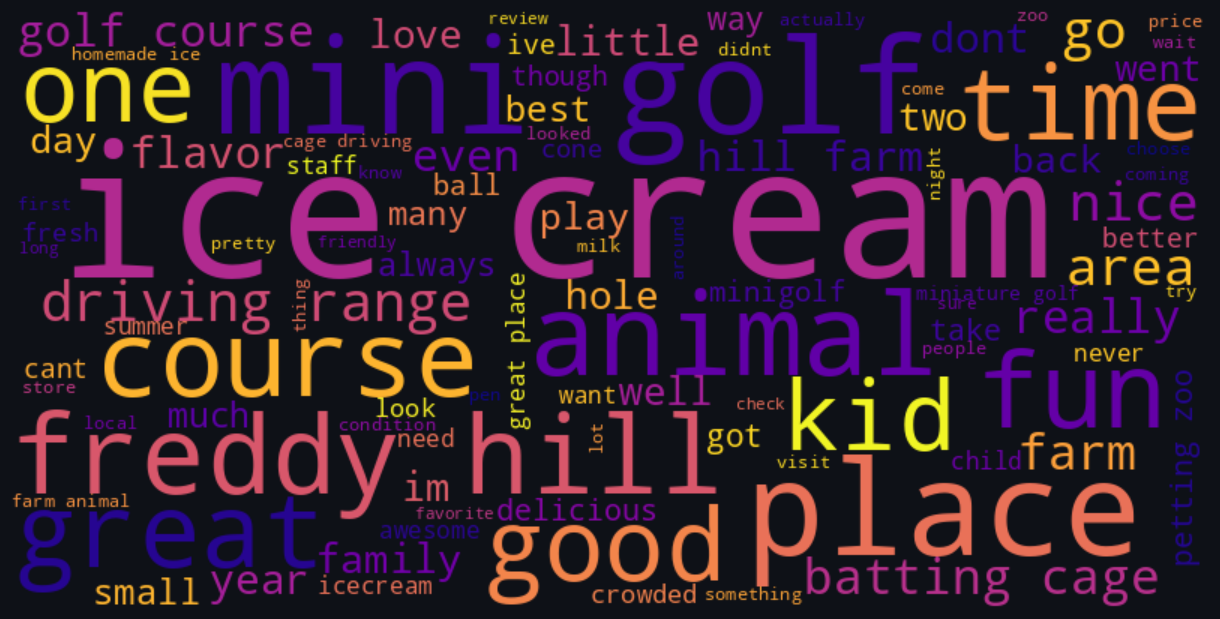 golf course
love
review
way
actually
zoo
go
price
homemade ice
ive
little
didnt
dont
wait
one
mini golf
though
went
best
come
two
time
day
flavor
cage driving
looked
cone
hill farm
back
choose
staff
know
even
night
coming
ice cream
ball
first
many
play
nice
fresh
long
pretty
friendly
milk
around
better
always
area
driving range
thing
great place
hole
minigolf
miniature golf
sure
try
summer
animal
take
really
course
people
never
cant
store
pen
want
well
fun
petting zoo
local
much
look
condition
check
kid
freddy hill
need
lot
got
visit
child
farm
im
place
farm animal
favorite
delicious
great
awesome
good
family
batting cage
small
year
icecream
crowded
something